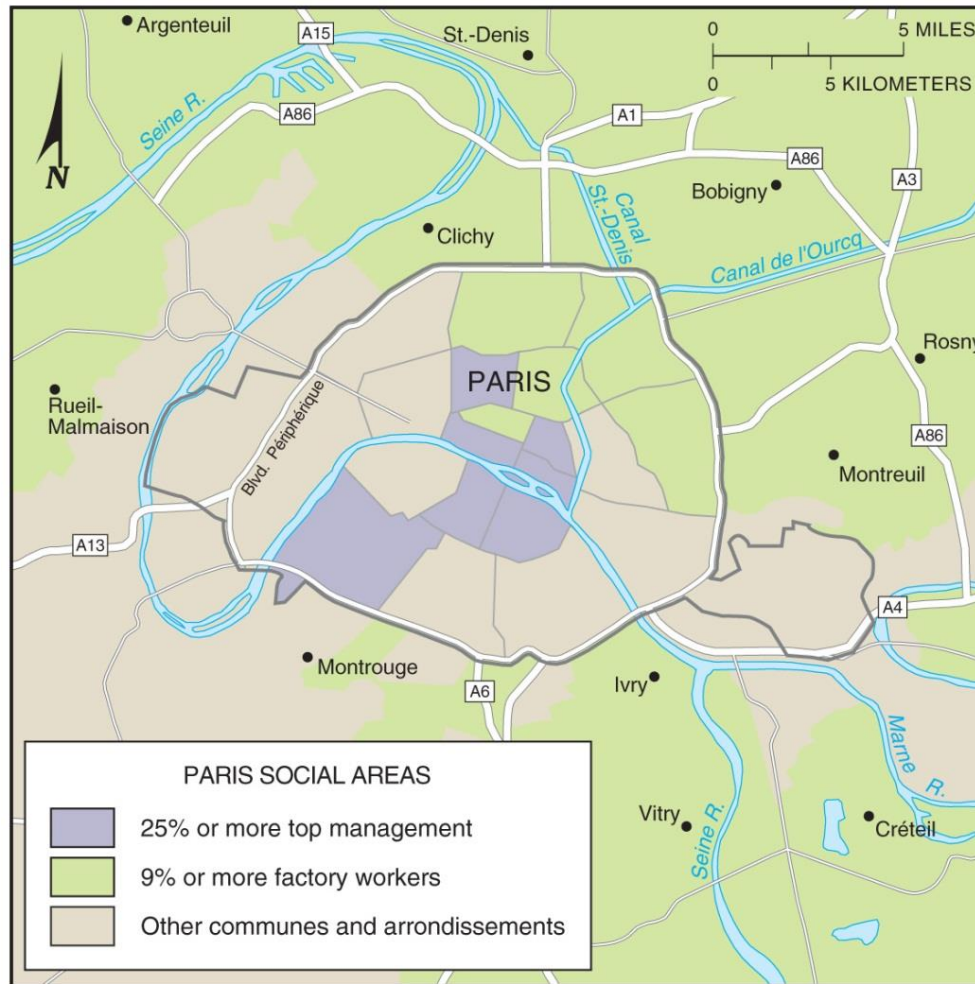 Argenteuil
A15
St.-Denis
0 5 MILES
0 5 KILOMETERS
Seine R.
A86
A1
N
A86
Bobigny
A3
Canal
St.-Denis
Clichy
Canal de l'Ourcq
Rosny
PARIS
Rueil-
Malmaison
Blvd. Périphérique
A86
Montreuil
A13
A4
Montrouge
Ivry
A6
Marne R.
PARIS SOCIAL AREAS
25% or more top management
9% or more factory workers
Other communes and arrondissements
Vitry
Seine R.
Créteil